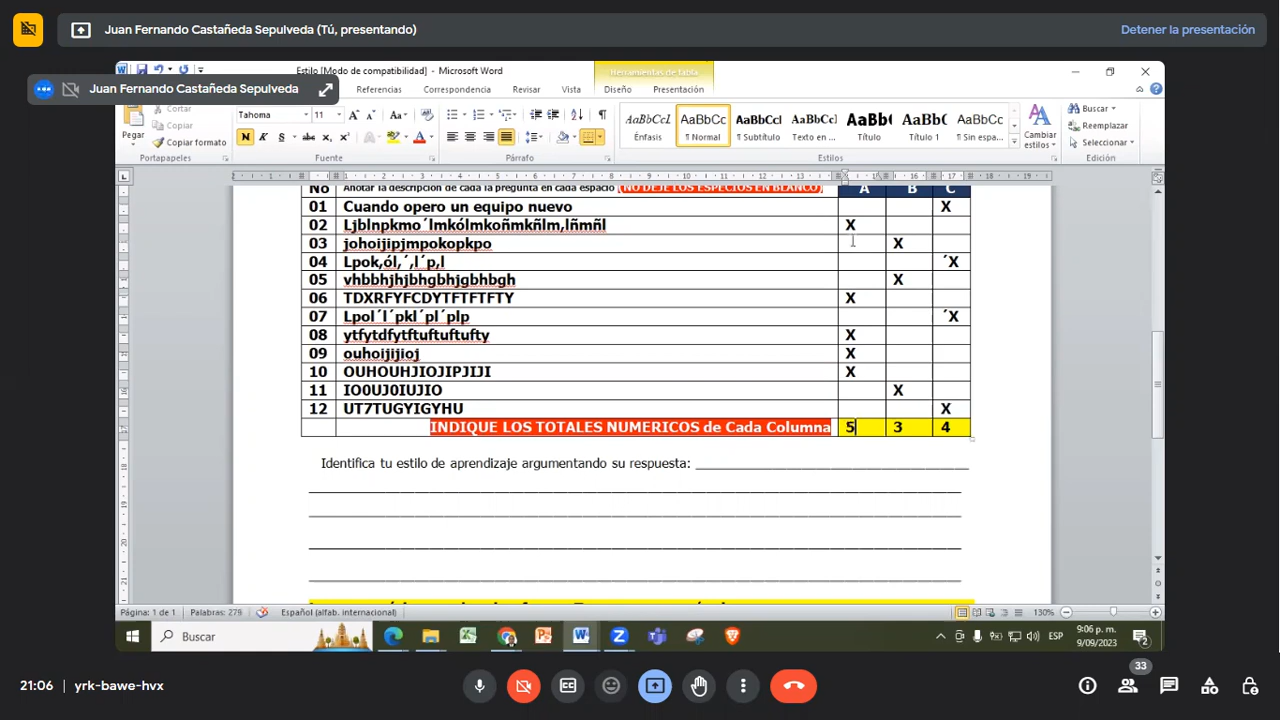 Juan Fernando Castañeda Sepulveda (Tú, presentando)
Detener la presentación
Estilo [Modo de compatibilidad] - Microsoft Word
Herramientas de tabla
Juan Fernando Castañeda Sepulveda
Referencias Correspondencia Revisar Vista Diseño Presentación
Cortar
Copiar
Copiar formato
Pegar
Portapapeles
Tahoma 11
Fuente
Párrafo
AaBbCcL AaBbCc AaBbCc AaBbCc AaBb( AaBb( AaBbCc
Énfasis ¶ Normal ¶ Subtítulo ¶ Texto en ... Título Título 1 ¶ Sin espa...
Cambiar estilos
Estilos
Buscar
Reemplazar
Seleccionar
Edición
No Anotar la descripción de cada la pregunta en cada espacio (NO DEJE LOS ESPECIOS EN BLANCO) A B C
01 Cuando opero un equipo nuevo X
02 Ljblnpkmo´lmkólmkoñmkñlm,lñmñl X
03 johoijipjmpokopkpo X
04 Lpok,ól,´,l´p,l ´X
05 vhbbhjhjbhgbhjgbhbgh X
06 TDXRFYFCDYTFTFTFTY X
07 Lpol´l´pkl´pl´plp ´X
08 ytfytdfytftuftuftufty X
09 ouhoijijioj X
10 OUHOUHJIOJIPJIJI X
11 IO0UJ0IUJIO X
12 UT7TUGYIGYHU X
INDIQUE LOS TOTALES NUMERICOS de Cada Columna 5 3 4
Identifica tu estilo de aprendizaje argumentando su respuesta:
Página: 1 de 1 Palabras: 279 Español (alfab. internacional) 130%
Buscar
ESP
9:06 p. m.
9/09/2023
2
33
21:06 | yrk-bawe-hvx